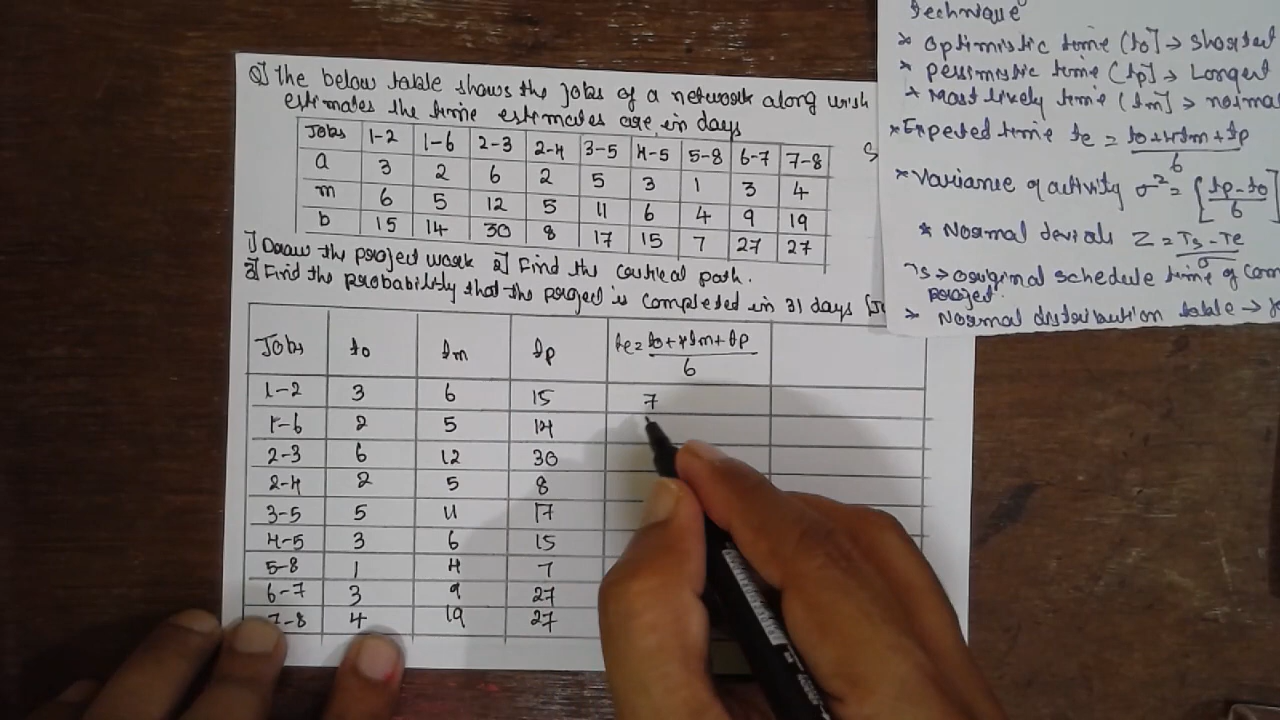 Q] The below table shows the jobs of a network along with
estimates the time estimates are in days
Jobs 1-2 1-6 2-3 2-4 3-5 4-5 5-8 6-7 7-8
a 3 2 6 2 5 3 1 3 4
m 6 5 12 5 11 6 4 9 19
b 15 14 30 8 17 15 7 27 27
1] Draw the project work 2] Find the critical path.
3] Find the probability that the project is completed in 31 days
Jobs to tm tp te = to+4tm+tp
6
1-2 3 6 15 7
1-6 2 5 14
2-3 6 12 30
2-4 2 5 8
3-5 5 11 17
4-5 3 6 15
5-8 1 4 7
6-7 3 9 27
7-8 4 19 27
Technique
* Optimistic time (to] → Shortest
* Pessimistic time (tp] → Longest
* Most likely time (tm] → normal
* Expected time te = to+4tm+tp
6
* Variance of activity σ² = [tp-to
6
* Normal deviate Z = Ts-Te
σ
Ts → original schedule time of
project.
* Normal distribution table →